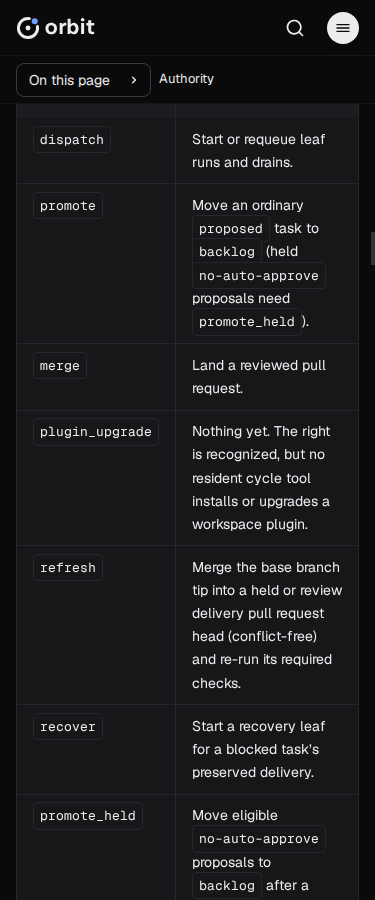 orbit
On this page
Authority
dispatch
Start or requeue leaf
runs and drains.
promote
Move an ordinary
proposed task to
backlog (held
no-auto-approve
proposals need
promote_held ).
merge
Land a reviewed pull
request.
plugin_upgrade
Nothing yet. The right
is recognized, but no
resident cycle tool
installs or upgrades a
workspace plugin.
refresh
Merge the base branch
tip into a held or review
delivery pull request
head (conflict-free)
and re-run its required
checks.
recover
Start a recovery leaf
for a blocked task's
preserved delivery.
promote_held
Move eligible
no-auto-approve
proposals to
backlog after a